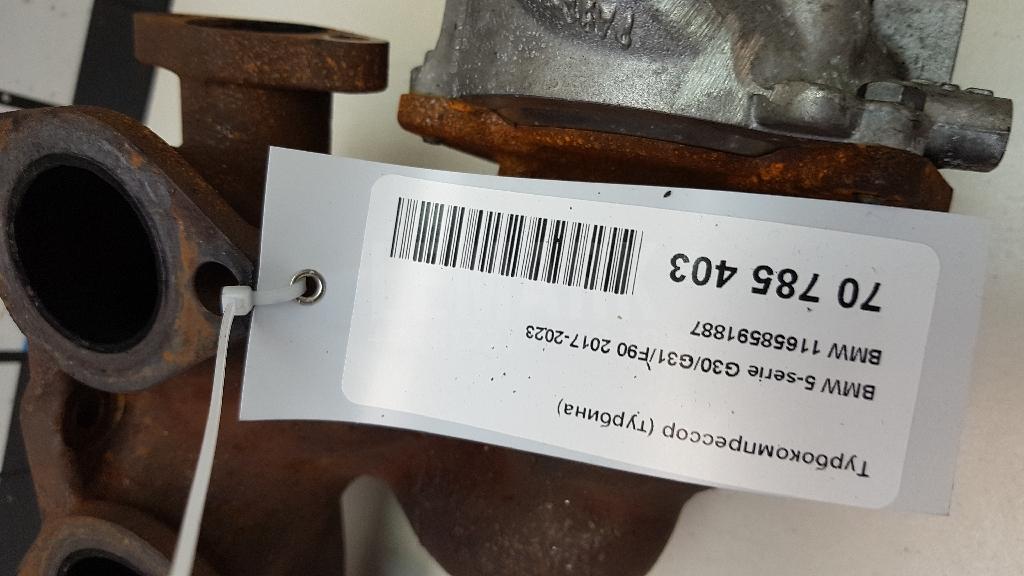 Турбокомпрессор (турбина)
BMW 5-serie G30/G31/F90 2017-2023
BMW 11658591887
70 785 403